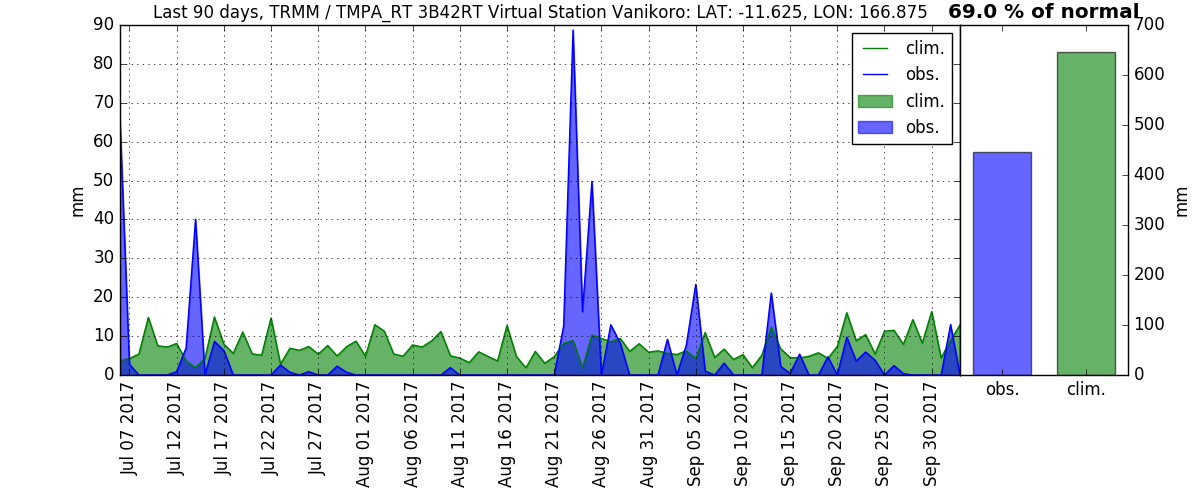 Last 90 days, TRMM / TMPA_RT 3B42RT Virtual Station Vanikoro: LAT: -11.625, LON: 166.875
69.0 % of normal
90
80
70
60
50
40
30
20
10
0
mm
clim.
obs.
clim.
obs.
Jul 07 2017
Jul 12 2017
Jul 17 2017
Jul 22 2017
Jul 27 2017
Aug 01 2017
Aug 06 2017
Aug 11 2017
Aug 16 2017
Aug 21 2017
Aug 26 2017
Aug 31 2017
Sep 05 2017
Sep 10 2017
Sep 15 2017
Sep 20 2017
Sep 25 2017
Sep 30 2017
700
600
500
400
300
200
100
0
mm
obs.
clim.